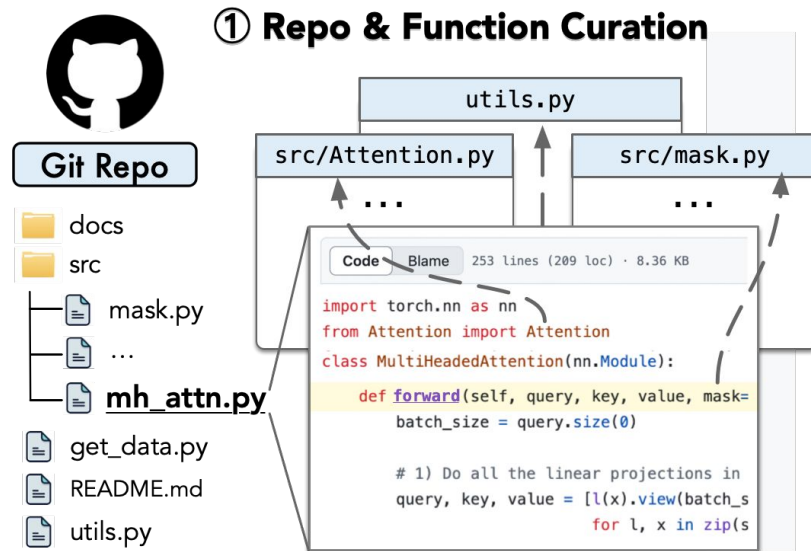 ① Repo & Function Curation
Git Repo
docs
src
mask.py
...
mh_attn.py
get_data.py
README.md
utils.py
utils.py
src/Attention.py
src/mask.py
...
...
Code Blame 253 lines (209 loc) · 8.36 KB
import torch.nn as nn
from Attention import Attention
class MultiHeadedAttention(nn.Module):
def forward(self, query, key, value, mask=
batch_size = query.size(0)
# 1) Do all the linear projections in
query, key, value = [l(x).view(batch_s
for l, x in zip(s